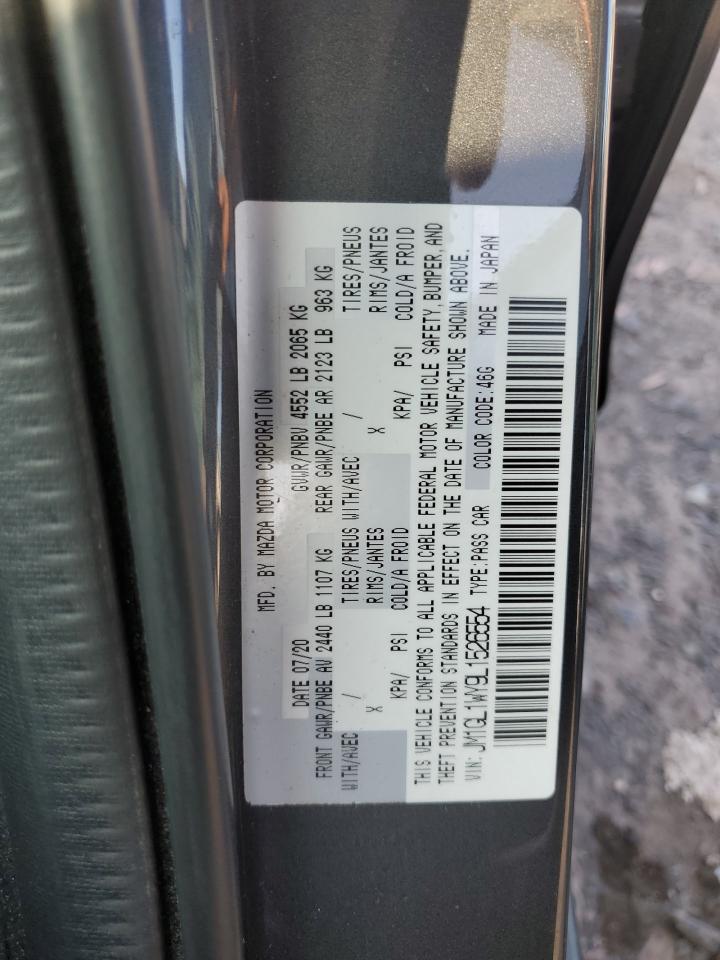 MFD. BY MAZDA MOTOR CORPORATION
DATE 07/20 GVWR/PNBV 4552 LB 2065 KG
FRONT GAWR/PNBE AV 2440 LB 1107 KG REAR GAWR/PNBE AR 2123 LB 963 KG
WITH/AVEC / TIRES/PNEUS WITH/AVEC / TIRES/PNEUS
X RIMS/JANTES X RIMS/JANTES
KPA/ PSI COLD/A FROID KPA/ PSI COLD/A FROID
THIS VEHICLE CONFORMS TO ALL APPLICABLE FEDERAL MOTOR VEHICLE SAFETY, BUMPER, AND
THEFT PREVENTION STANDARDS IN EFFECT ON THE DATE OF MANUFACTURE SHOWN ABOVE.
VIN: JM1GL1WY9L1526554 TYPE:PASS CAR COLOR CODE:46G MADE IN JAPAN